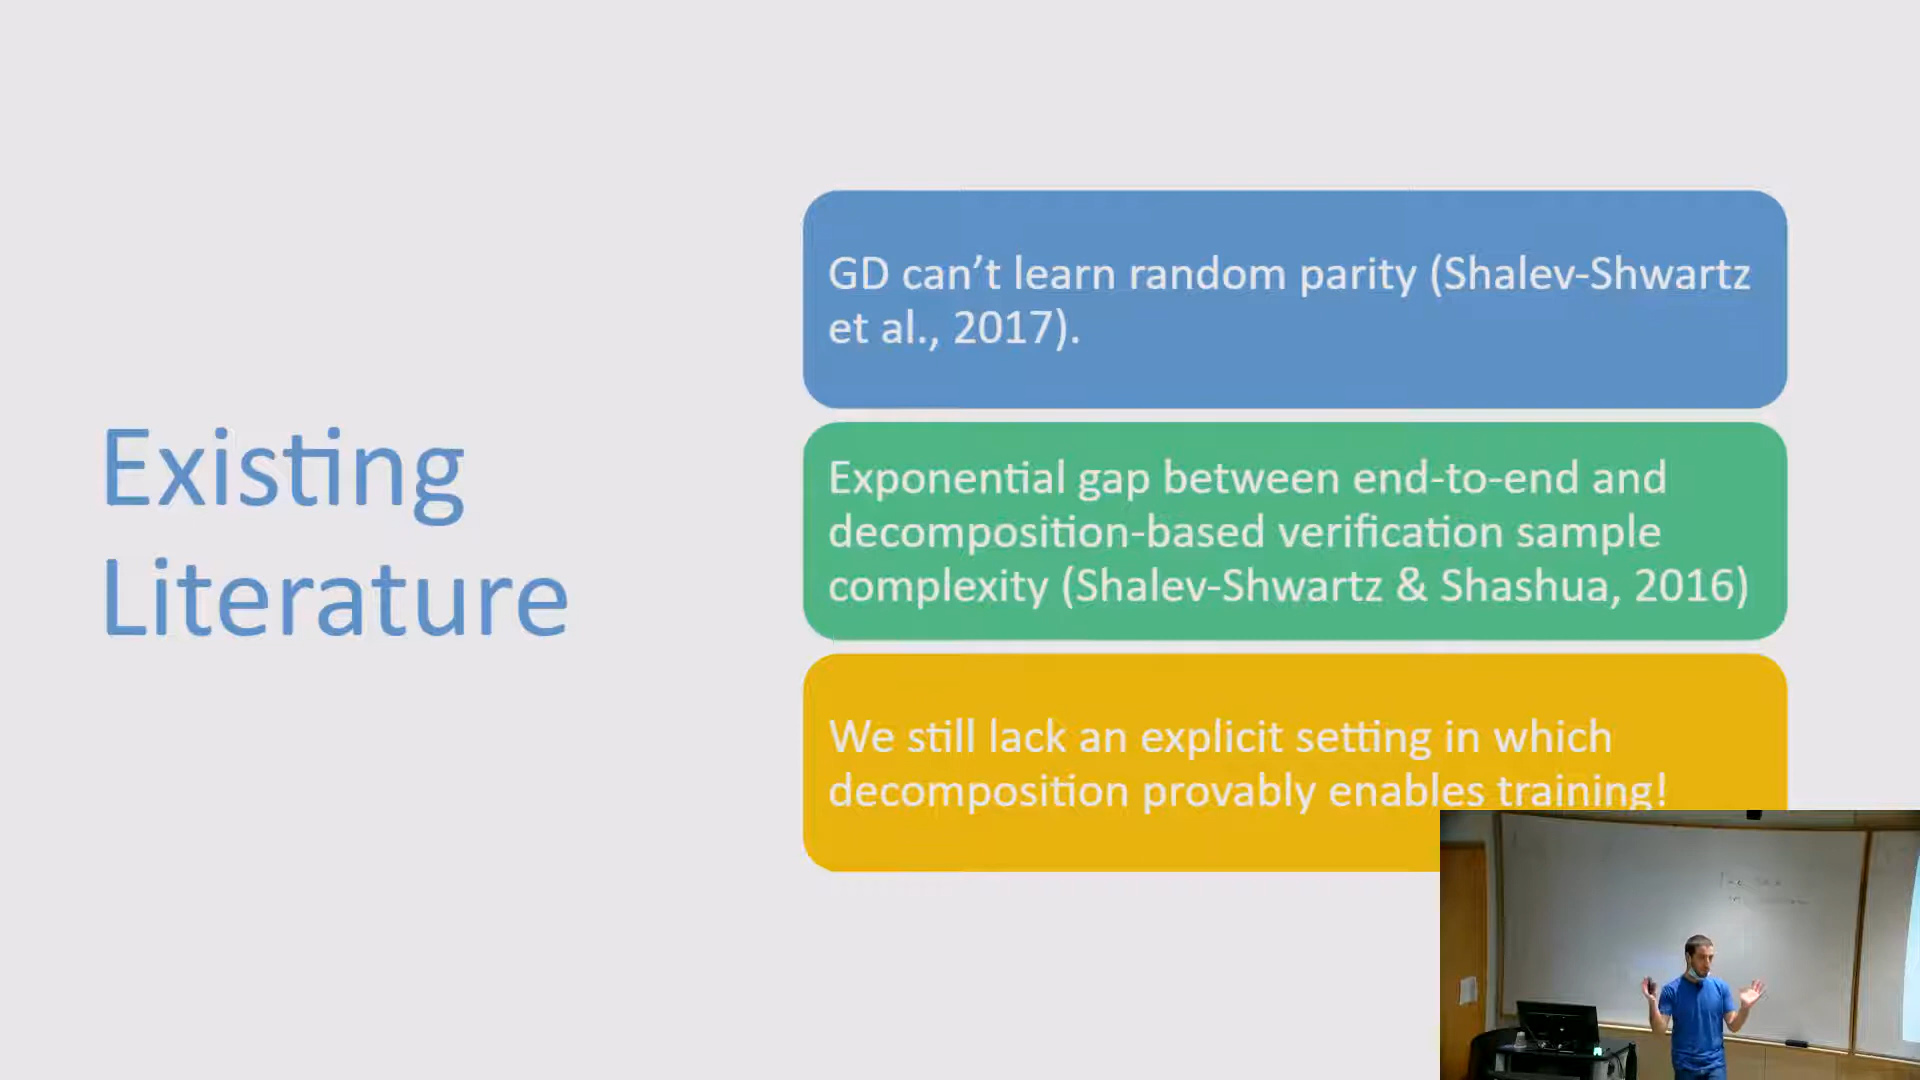 Existing
Literature
GD can’t learn random parity (Shalev-Shwartz
et al., 2017).
Exponential gap between end-to-end and
decomposition-based verification sample
complexity (Shalev-Shwartz & Shashua, 2016)
We still lack an explicit setting in which
decomposition provably enables training!